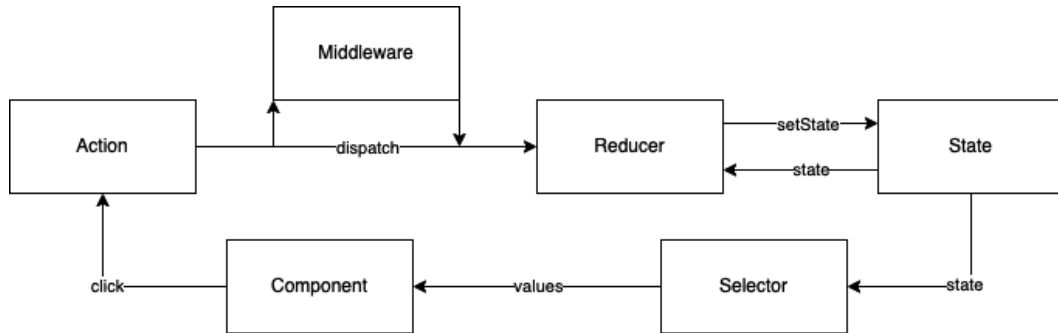 Middleware
Action
dispatch
Reducer
setState
state
State
click
Component
values
Selector
state